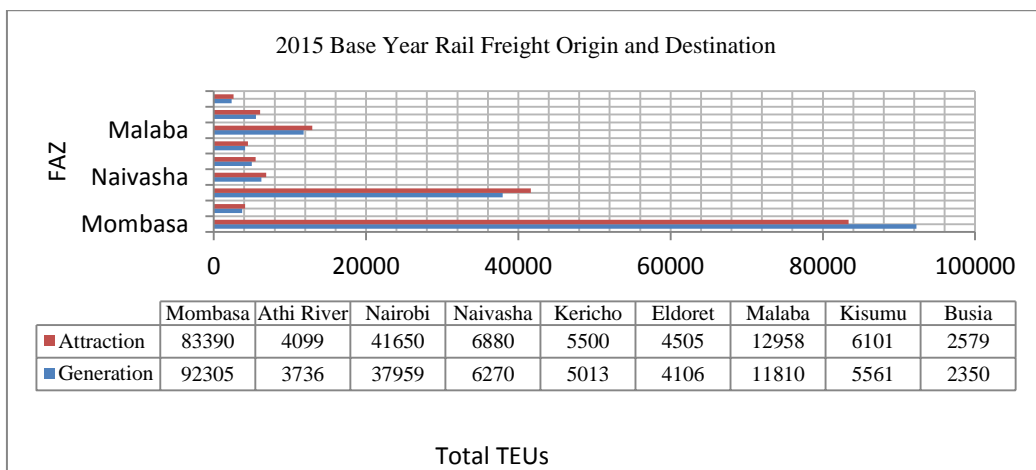 2015 Base Year Rail Freight Origin and Destination
FAZ
Malaba
Naivasha
Mombasa
0 20000 40000 60000 80000 100000
Mombasa Athi River Nairobi Naivasha Kericho Eldoret Malaba Kisumu Busia
Attraction 83390 4099 41650 6880 5500 4505 12958 6101 2579
Generation 92305 3736 37959 6270 5013 4106 11810 5561 2350
Total TEUs